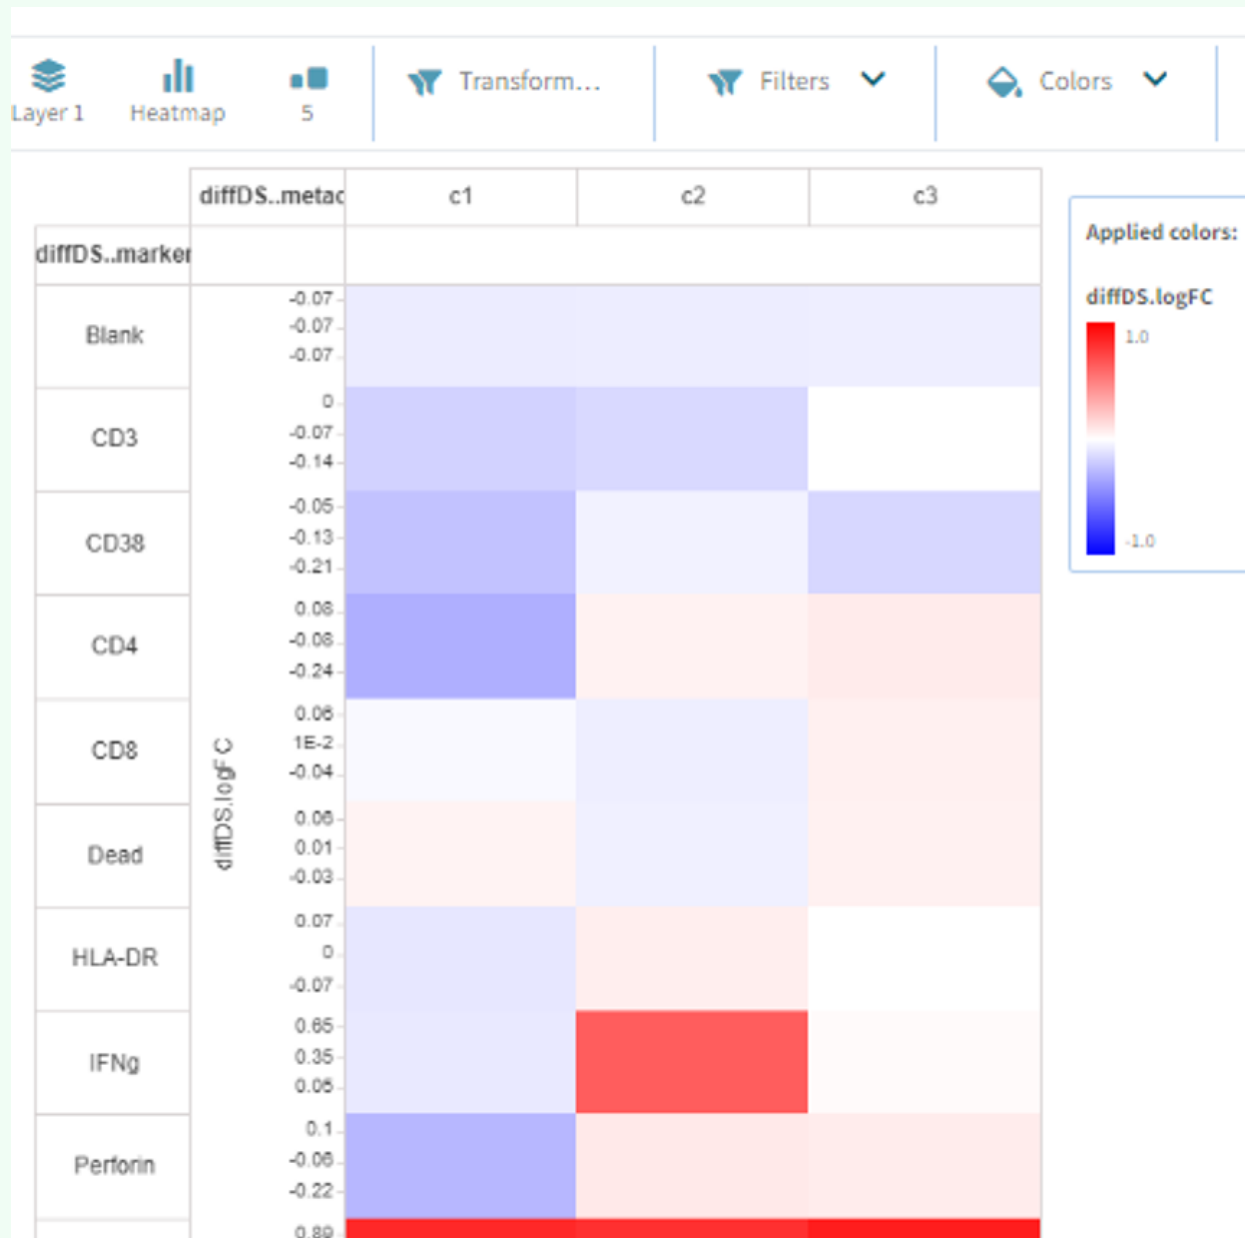 Layer 1
Heatmap
5
Transform...
Filters
Colors
diffDS..metac
c1
c2
c3
diffDS..marker
Applied colors:
diffDS.logFC
1.0
-1.0
diffDS.logFC
Blank
-0.07
-0.07
-0.07
CD3
0
-0.07
-0.14
CD38
-0.05
-0.13
-0.21
CD4
0.08
-0.08
-0.24
CD8
0.06
1E-2
-0.04
Dead
0.06
0.01
-0.03
HLA-DR
0.07
0
-0.07
IFNg
0.65
0.35
0.06
Perforin
0.1
-0.06
-0.22
0.89